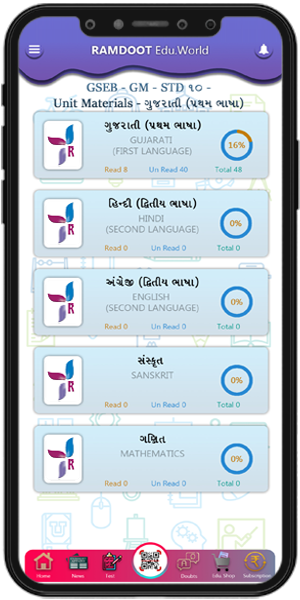 RAMDOOT Edu.World
GSEB - GM - STD ૧૦ -
Unit Materials - ગુજરાતી (પ્રથમ ભાષા)
ગુજરાતી (પ્રથમ ભાષા)
GUJARATI
(FIRST LANGUAGE)
16%
Read 8 Un Read 40 Total 48
હિન્દી (દ્વિતીય ભાષા)
HINDI
(SECOND LANGUAGE)
0%
Read 0 Un Read 0 Total 0
અંગ્રેજી (દ્વિતીય ભાષા)
ENGLISH
(SECOND LANGUAGE)
0%
Read 0 Un Read 0 Total 0
સંસ્કૃત
SANSKRIT
0%
Read 0 Un Read 0 Total 0
ગણિત
MATHEMATICS
0%
Read 0 Un Read 0 Total 0
Home News Test Doubts Edu. Shop Subscription